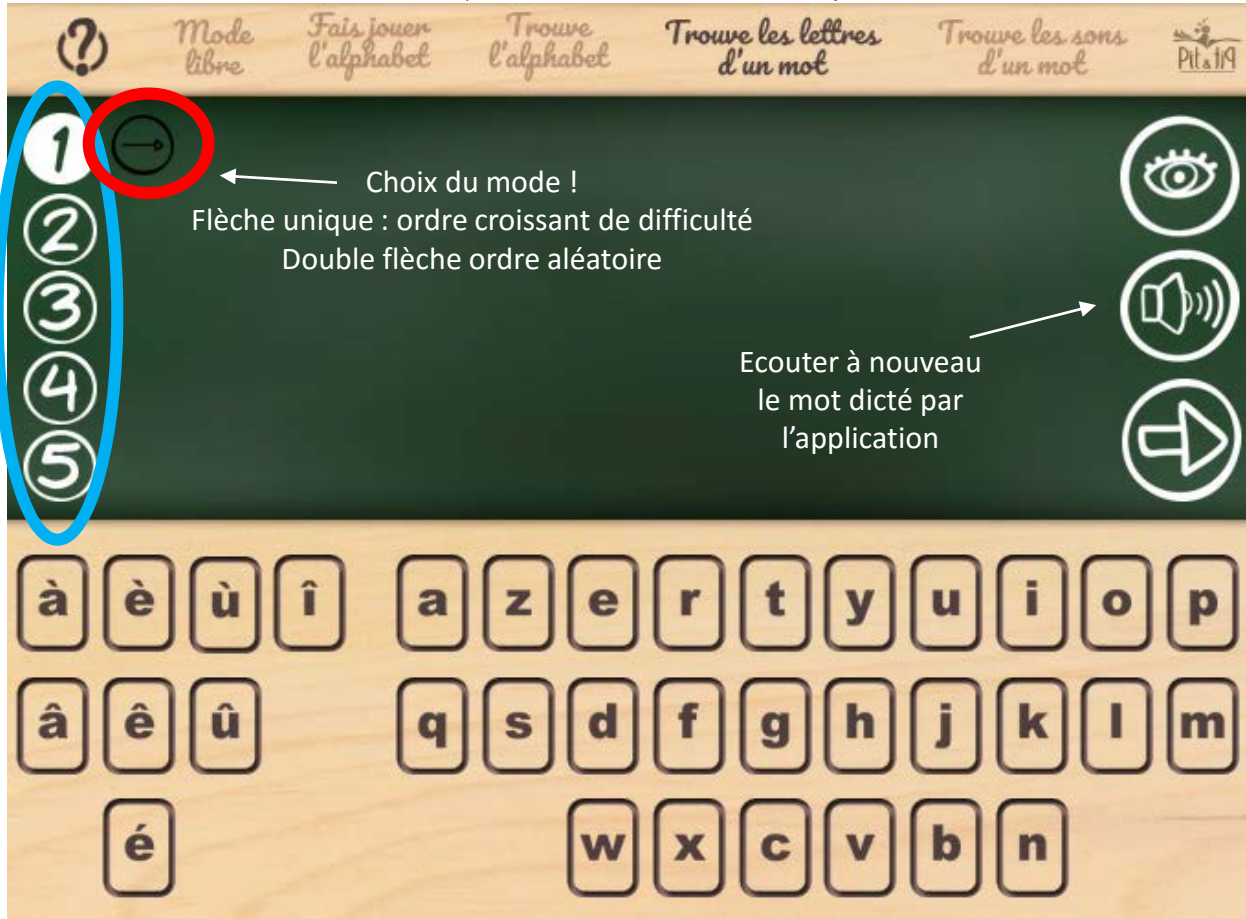 (?)
Mode
libre
Fais jouer
l'alphabet
Trouve
l'alphabet
Trouve les lettres
d'un mot
Trouve les sons
d'un mot
1
2
3
4
5
Choix du mode !
Flèche unique : ordre croissant de difficulté
Double flèche ordre aléatoire
Ecouter à nouveau
le mot dicté par
l’application
à è ù î a z e r t y u i o p
â ê û q s d f g h j k l m
é w x c v b n